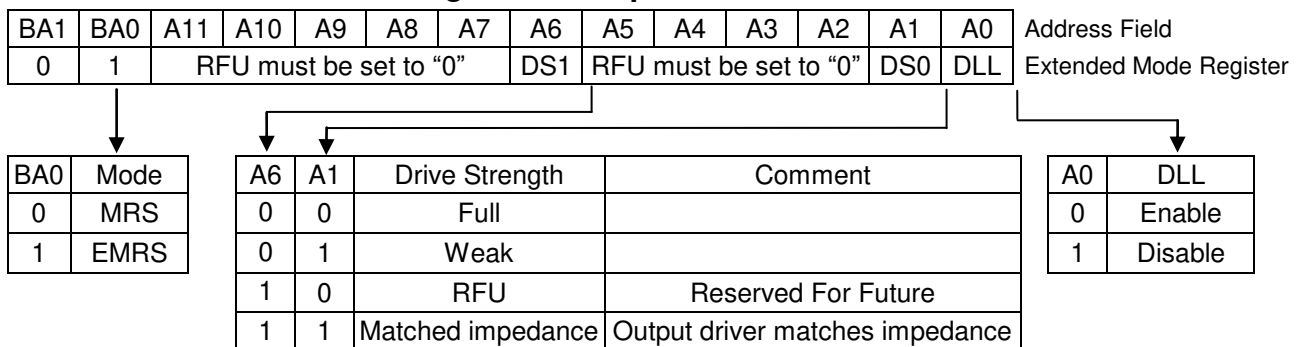 BA1 BA0 A11 A10 A9 A8 A7 A6 A5 A4 A3 A2 A1 A0 Address Field
0 1 RFU must be set to “0” DS1 RFU must be set to “0” DS0 DLL Extended Mode Register
BA0 Mode
0 MRS
1 EMRS
A6 A1 Drive Strength Comment
0 0 Full
0 1 Weak
1 0 RFU Reserved For Future
1 1 Matched impedance Output driver matches impedance
A0 DLL
0 Enable
1 Disable